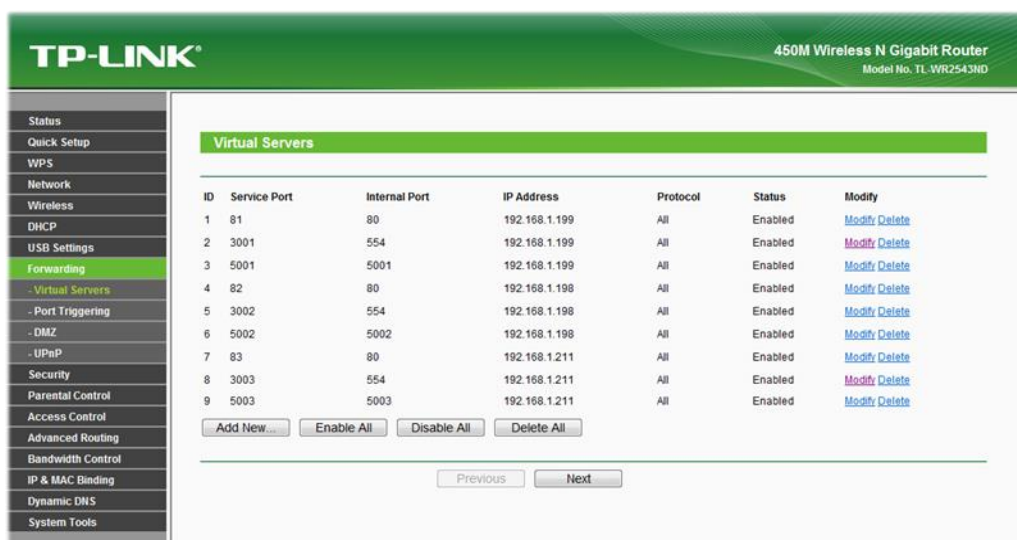 TP-LINK®
450M Wireless N Gigabit Router
Model No. TL-WR2543ND
Status
Quick Setup
WPS
Network
Wireless
DHCP
USB Settings
Forwarding
- Virtual Servers
- Port Triggering
- DMZ
- UPnP
Security
Parental Control
Access Control
Advanced Routing
Bandwidth Control
IP & MAC Binding
Dynamic DNS
System Tools
Virtual Servers
ID Service Port Internal Port IP Address Protocol Status Modify
1 81 80 192.168.1.199 All Enabled Modify Delete
2 3001 554 192.168.1.199 All Enabled Modify Delete
3 5001 5001 192.168.1.199 All Enabled Modify Delete
4 82 80 192.168.1.198 All Enabled Modify Delete
5 3002 554 192.168.1.198 All Enabled Modify Delete
6 5002 5002 192.168.1.198 All Enabled Modify Delete
7 83 80 192.168.1.211 All Enabled Modify Delete
8 3003 554 192.168.1.211 All Enabled Modify Delete
9 5003 5003 192.168.1.211 All Enabled Modify Delete
Add New... Enable All Disable All Delete All
Previous Next